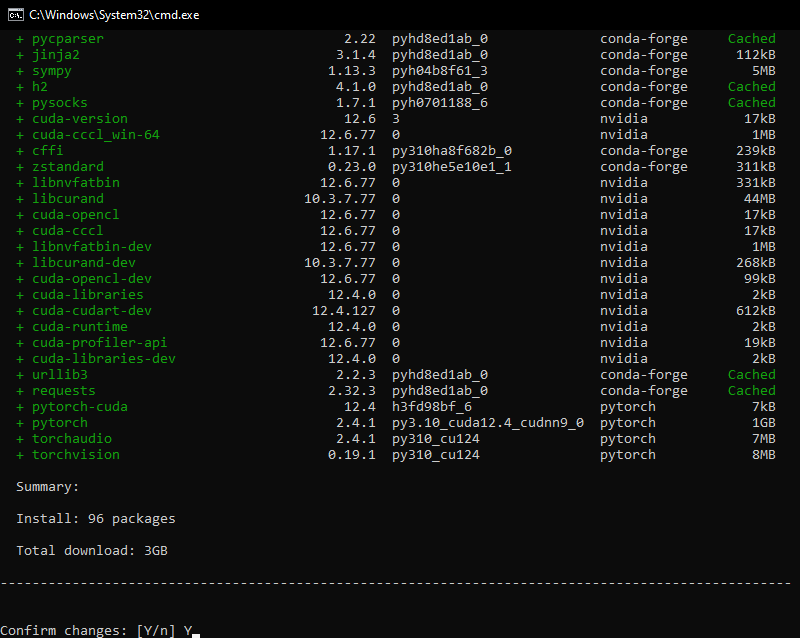 C:\Windows\System32\cmd.exe
+ pycparser 2.22 pyhd8ed1ab_0 conda-forge Cached
+ jinja2 3.1.4 pyhd8ed1ab_0 conda-forge 112kB
+ sympy 1.13.3 pyh04b8f61_3 conda-forge 5MB
+ h2 4.1.0 pyhd8ed1ab_0 conda-forge Cached
+ pysocks 1.7.1 pyh0701188_6 conda-forge Cached
+ cuda-version 12.6 3 nvidia 17kB
+ cuda-cccl_win-64 12.6.77 0 nvidia 1MB
+ cffi 1.17.1 py310ha8f682b_0 conda-forge 239kB
+ zstandard 0.23.0 py310he5e10e1_1 conda-forge 311kB
+ libnvfatbin 12.6.77 0 nvidia 331kB
+ libcurand 10.3.7.77 0 nvidia 44MB
+ cuda-opencl 12.6.77 0 nvidia 17kB
+ cuda-cccl 12.6.77 0 nvidia 17kB
+ libnvfatbin-dev 12.6.77 0 nvidia 1MB
+ libcurand-dev 10.3.7.77 0 nvidia 268kB
+ cuda-opencl-dev 12.6.77 0 nvidia 99kB
+ cuda-libraries 12.4.0 0 nvidia 2kB
+ cuda-cudart-dev 12.4.127 0 nvidia 612kB
+ cuda-runtime 12.4.0 0 nvidia 2kB
+ cuda-profiler-api 12.6.77 0 nvidia 19kB
+ cuda-libraries-dev 12.4.0 0 nvidia 2kB
+ urllib3 2.2.3 pyhd8ed1ab_0 conda-forge Cached
+ requests 2.32.3 pyhd8ed1ab_0 conda-forge Cached
+ pytorch-cuda 12.4 h3fd98bf_6 pytorch 7kB
+ pytorch 2.4.1 py3.10_cuda12.4_cudnn9_0 pytorch 1GB
+ torchaudio 2.4.1 py310_cu124 pytorch 7MB
+ torchvision 0.19.1 py310_cu124 pytorch 8MB
Summary:
Install: 96 packages
Total download: 3GB
Confirm changes: [Y/n] Y